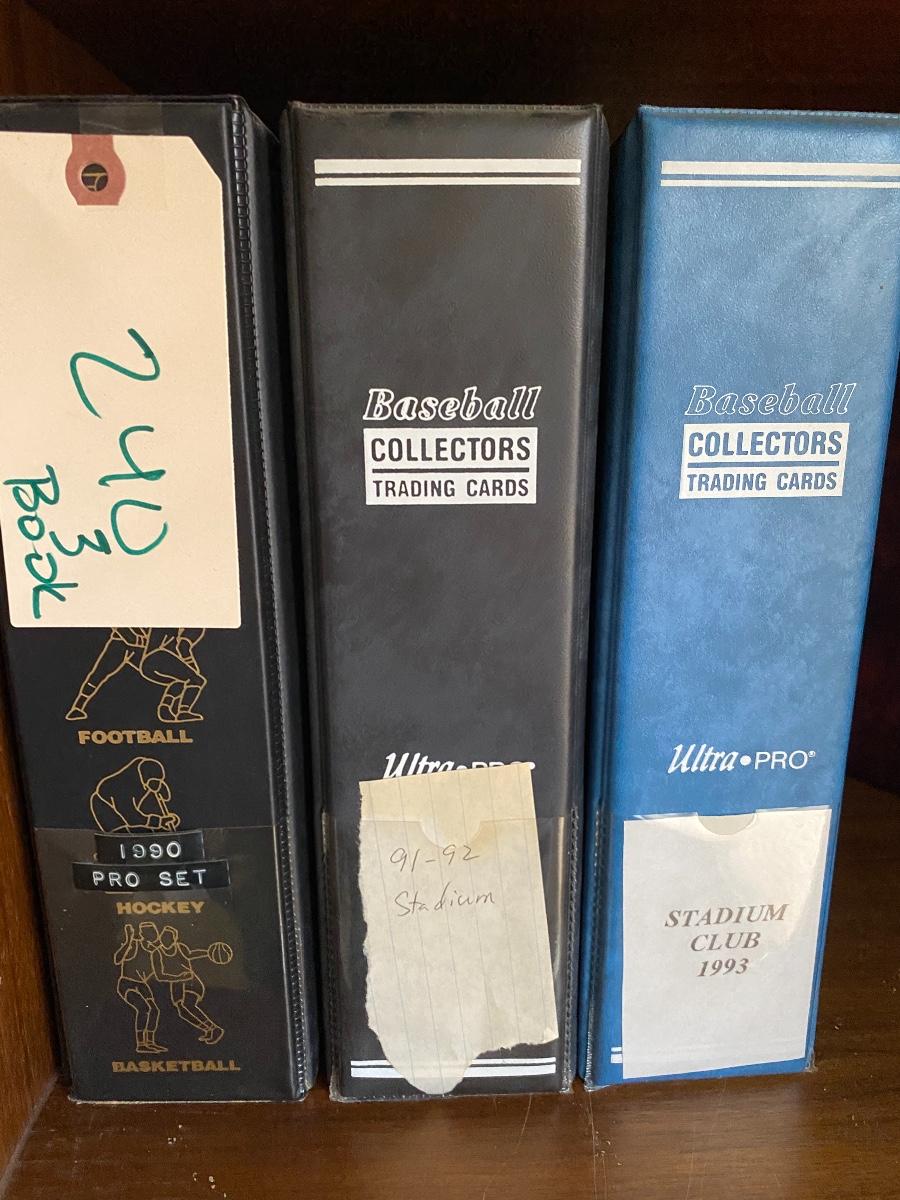 240
3
Book
FOOTBALL
1990
PRO SET
HOCKEY
BASKETBALL
Baseball
COLLECTORS
TRADING CARDS
Ultra•PRO®
91-92
Stadium
Baseball
COLLECTORS
TRADING CARDS
Ultra•PRO®
STADIUM
CLUB
1993